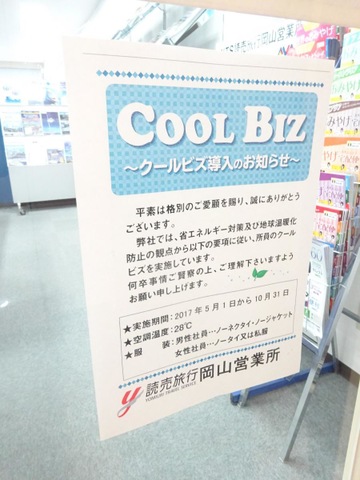 COOL BIZ
～クールビズ導入のお知らせ～
平素は格別のご愛顧を賜り、誠にありがとう
ございます。
弊社では、省エネルギー対策及び地球温暖化
防止の観点から以下の要項に従い、所員のクール
ビズを実施しています。
何卒事情ご賢察の上、ご理解下さいますよう
お願い申し上げます。
★実施期間：2017年5月1日から10月31日
★空調温度：28℃
★服　　装：男性社員…ノーネクタイ・ノージャケット
女性社員…ノータイ又は私服
読売旅行 岡山営業所
YOMIURI TRAVEL SERVICE